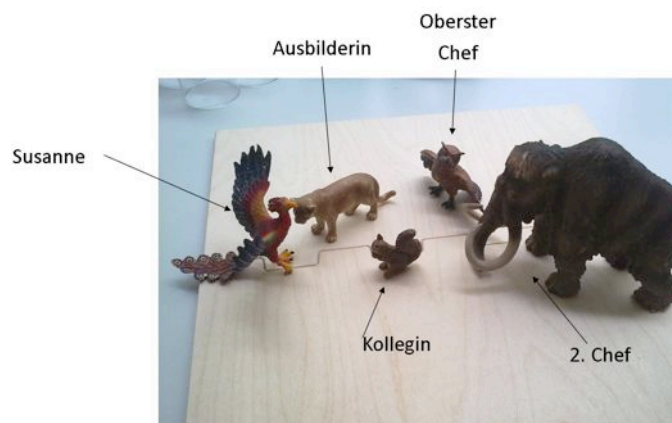 Oberster
Chef
Ausbilderin
Susanne
Kollegin
2. Chef